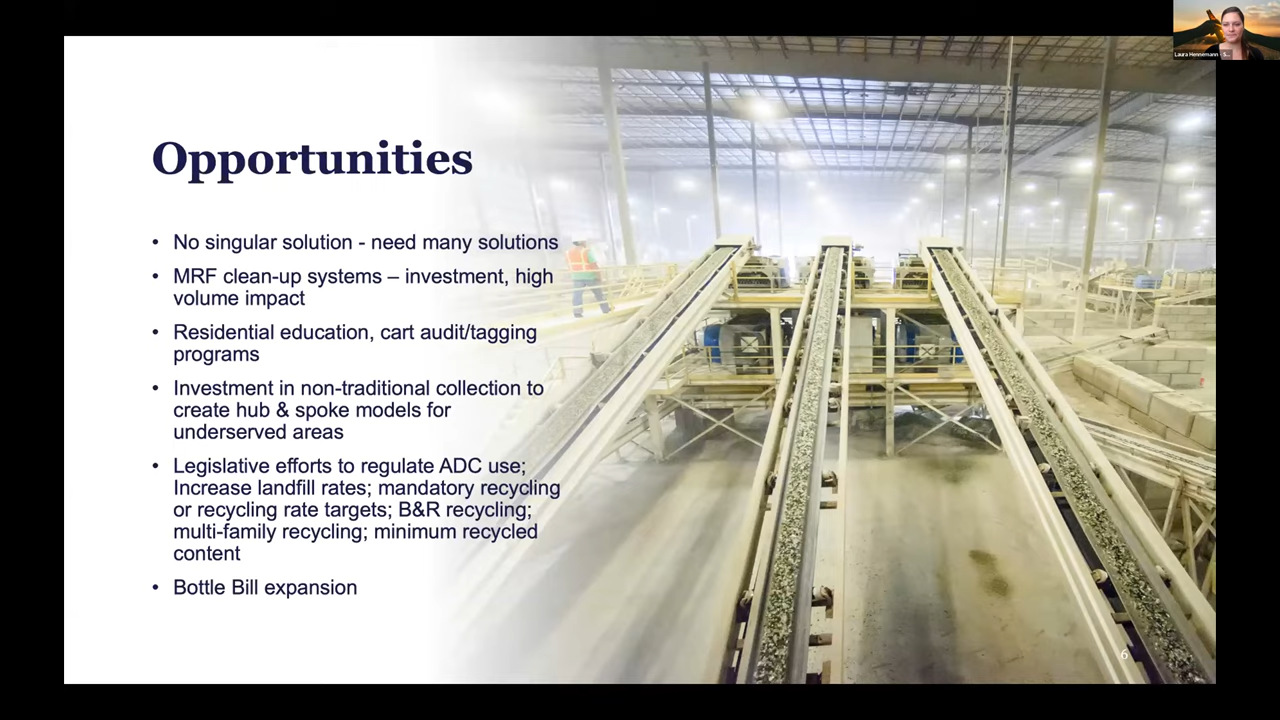 Laura Hennemann
Opportunities
• No singular solution - need many solutions
• MRF clean-up systems – investment, high
volume impact
• Residential education, cart audit/tagging
programs
• Investment in non-traditional collection to
create hub & spoke models for
underserved areas
• Legislative efforts to regulate ADC use;
Increase landfill rates; mandatory recycling
or recycling rate targets; B&R recycling;
multi-family recycling; minimum recycled
content
• Bottle Bill expansion
6